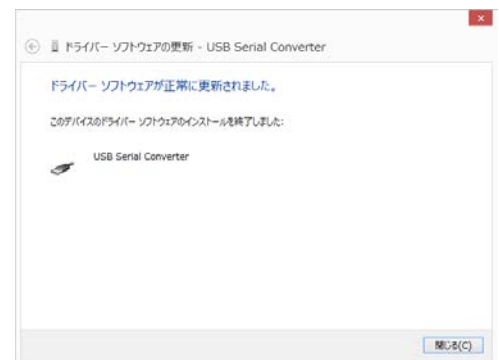 ドライバー ソフトウェアの更新 - USB Serial Converter
ドライバー ソフトウェアが正常に更新されました。
このデバイスのドライバー ソフトウェアのインストールを終了しました:
USB Serial Converter
閉じる(C)